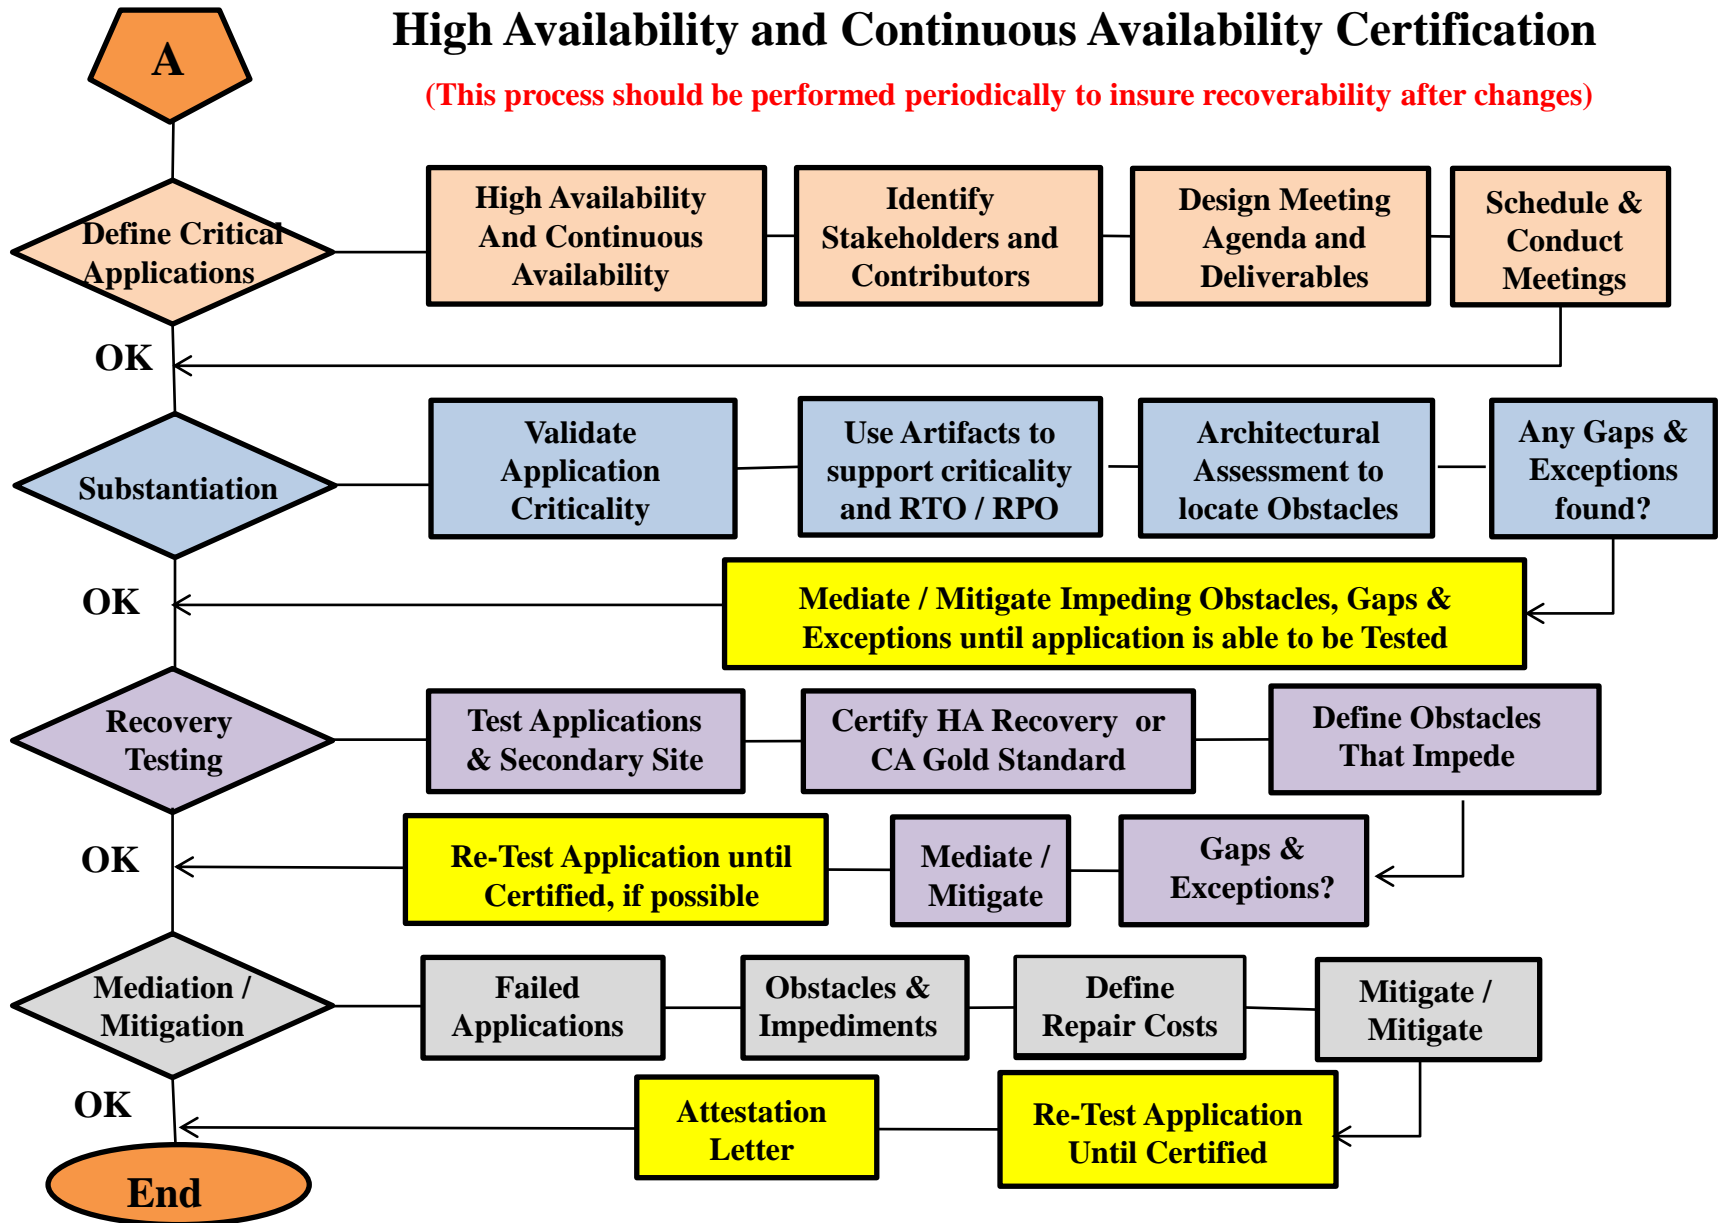 A
High Availability and Continuous Availability Certification
(This process should be performed periodically to insure recoverability after changes)
Define Critical
Applications
High Availability
And Continuous
Availability
Identify
Stakeholders and
Contributors
Design Meeting
Agenda and
Deliverables
Schedule &
Conduct
Meetings
OK
Substantiation
Validate
Application
Criticality
Use Artifacts to
support criticality
and RTO / RPO
Architectural
Assessment to
locate Obstacles
Any Gaps &
Exceptions
found?
OK
Mediate / Mitigate Impeding Obstacles, Gaps &
Exceptions until application is able to be Tested
Recovery
Testing
Test Applications
& Secondary Site
Certify HA Recovery or
CA Gold Standard
Define Obstacles
That Impede
OK
Re-Test Application until
Certified, if possible
Mediate /
Mitigate
Gaps &
Exceptions?
Mediation /
Mitigation
Failed
Applications
Obstacles &
Impediments
Define
Repair Costs
Mitigate /
Mitigate
OK
Attestation
Letter
Re-Test Application
Until Certified
End